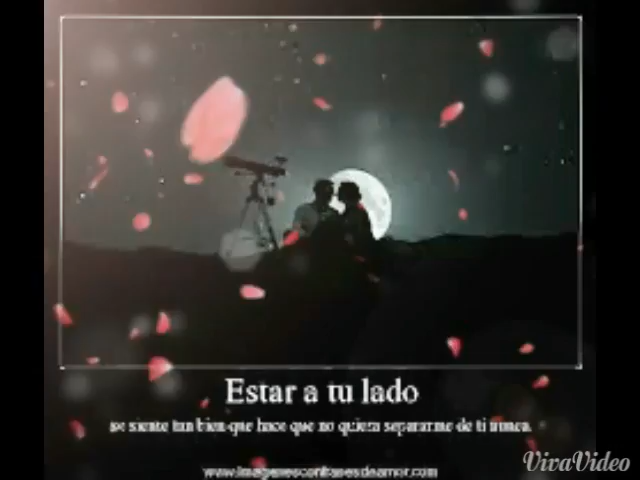 Estar a tu lado
se siente tan bien que hace que no quiera separarme de ti nunca.
www.imagenesconfrasesdeamor.com
VivaVideo